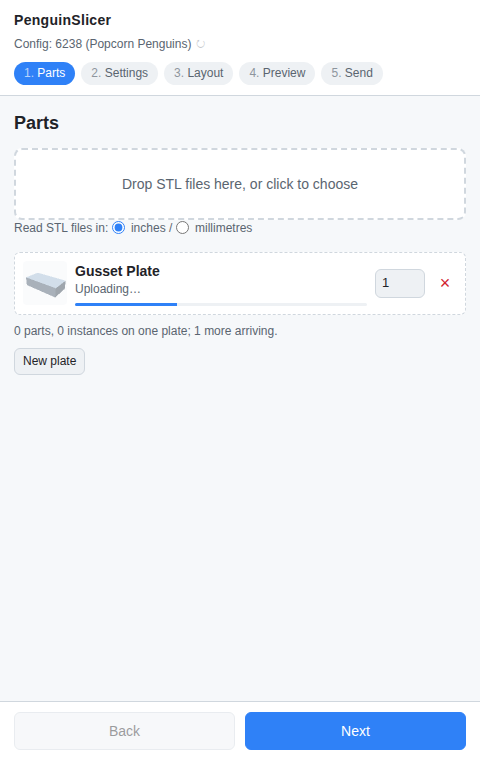 PenguinSlicer
Config: 6238 (Popcorn Penguins)
1. Parts
2. Settings
3. Layout
4. Preview
5. Send
Parts
Drop STL files here, or click to choose
Read STL files in: inches / millimetres
Gusset Plate
Uploading…
1
×
0 parts, 0 instances on one plate; 1 more arriving.
New plate
Back
Next